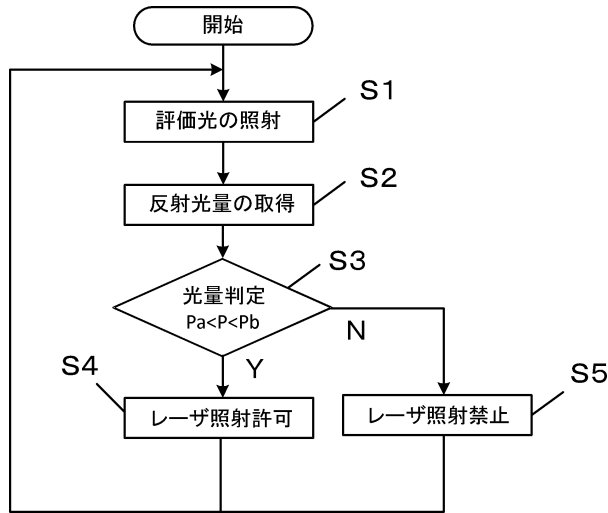 開始
評価光の照射
S1
反射光量の取得
S2
光量判定
Pa<P<Pb
S3
N
Y
S4
レーザ照射許可
レーザ照射禁止
S5